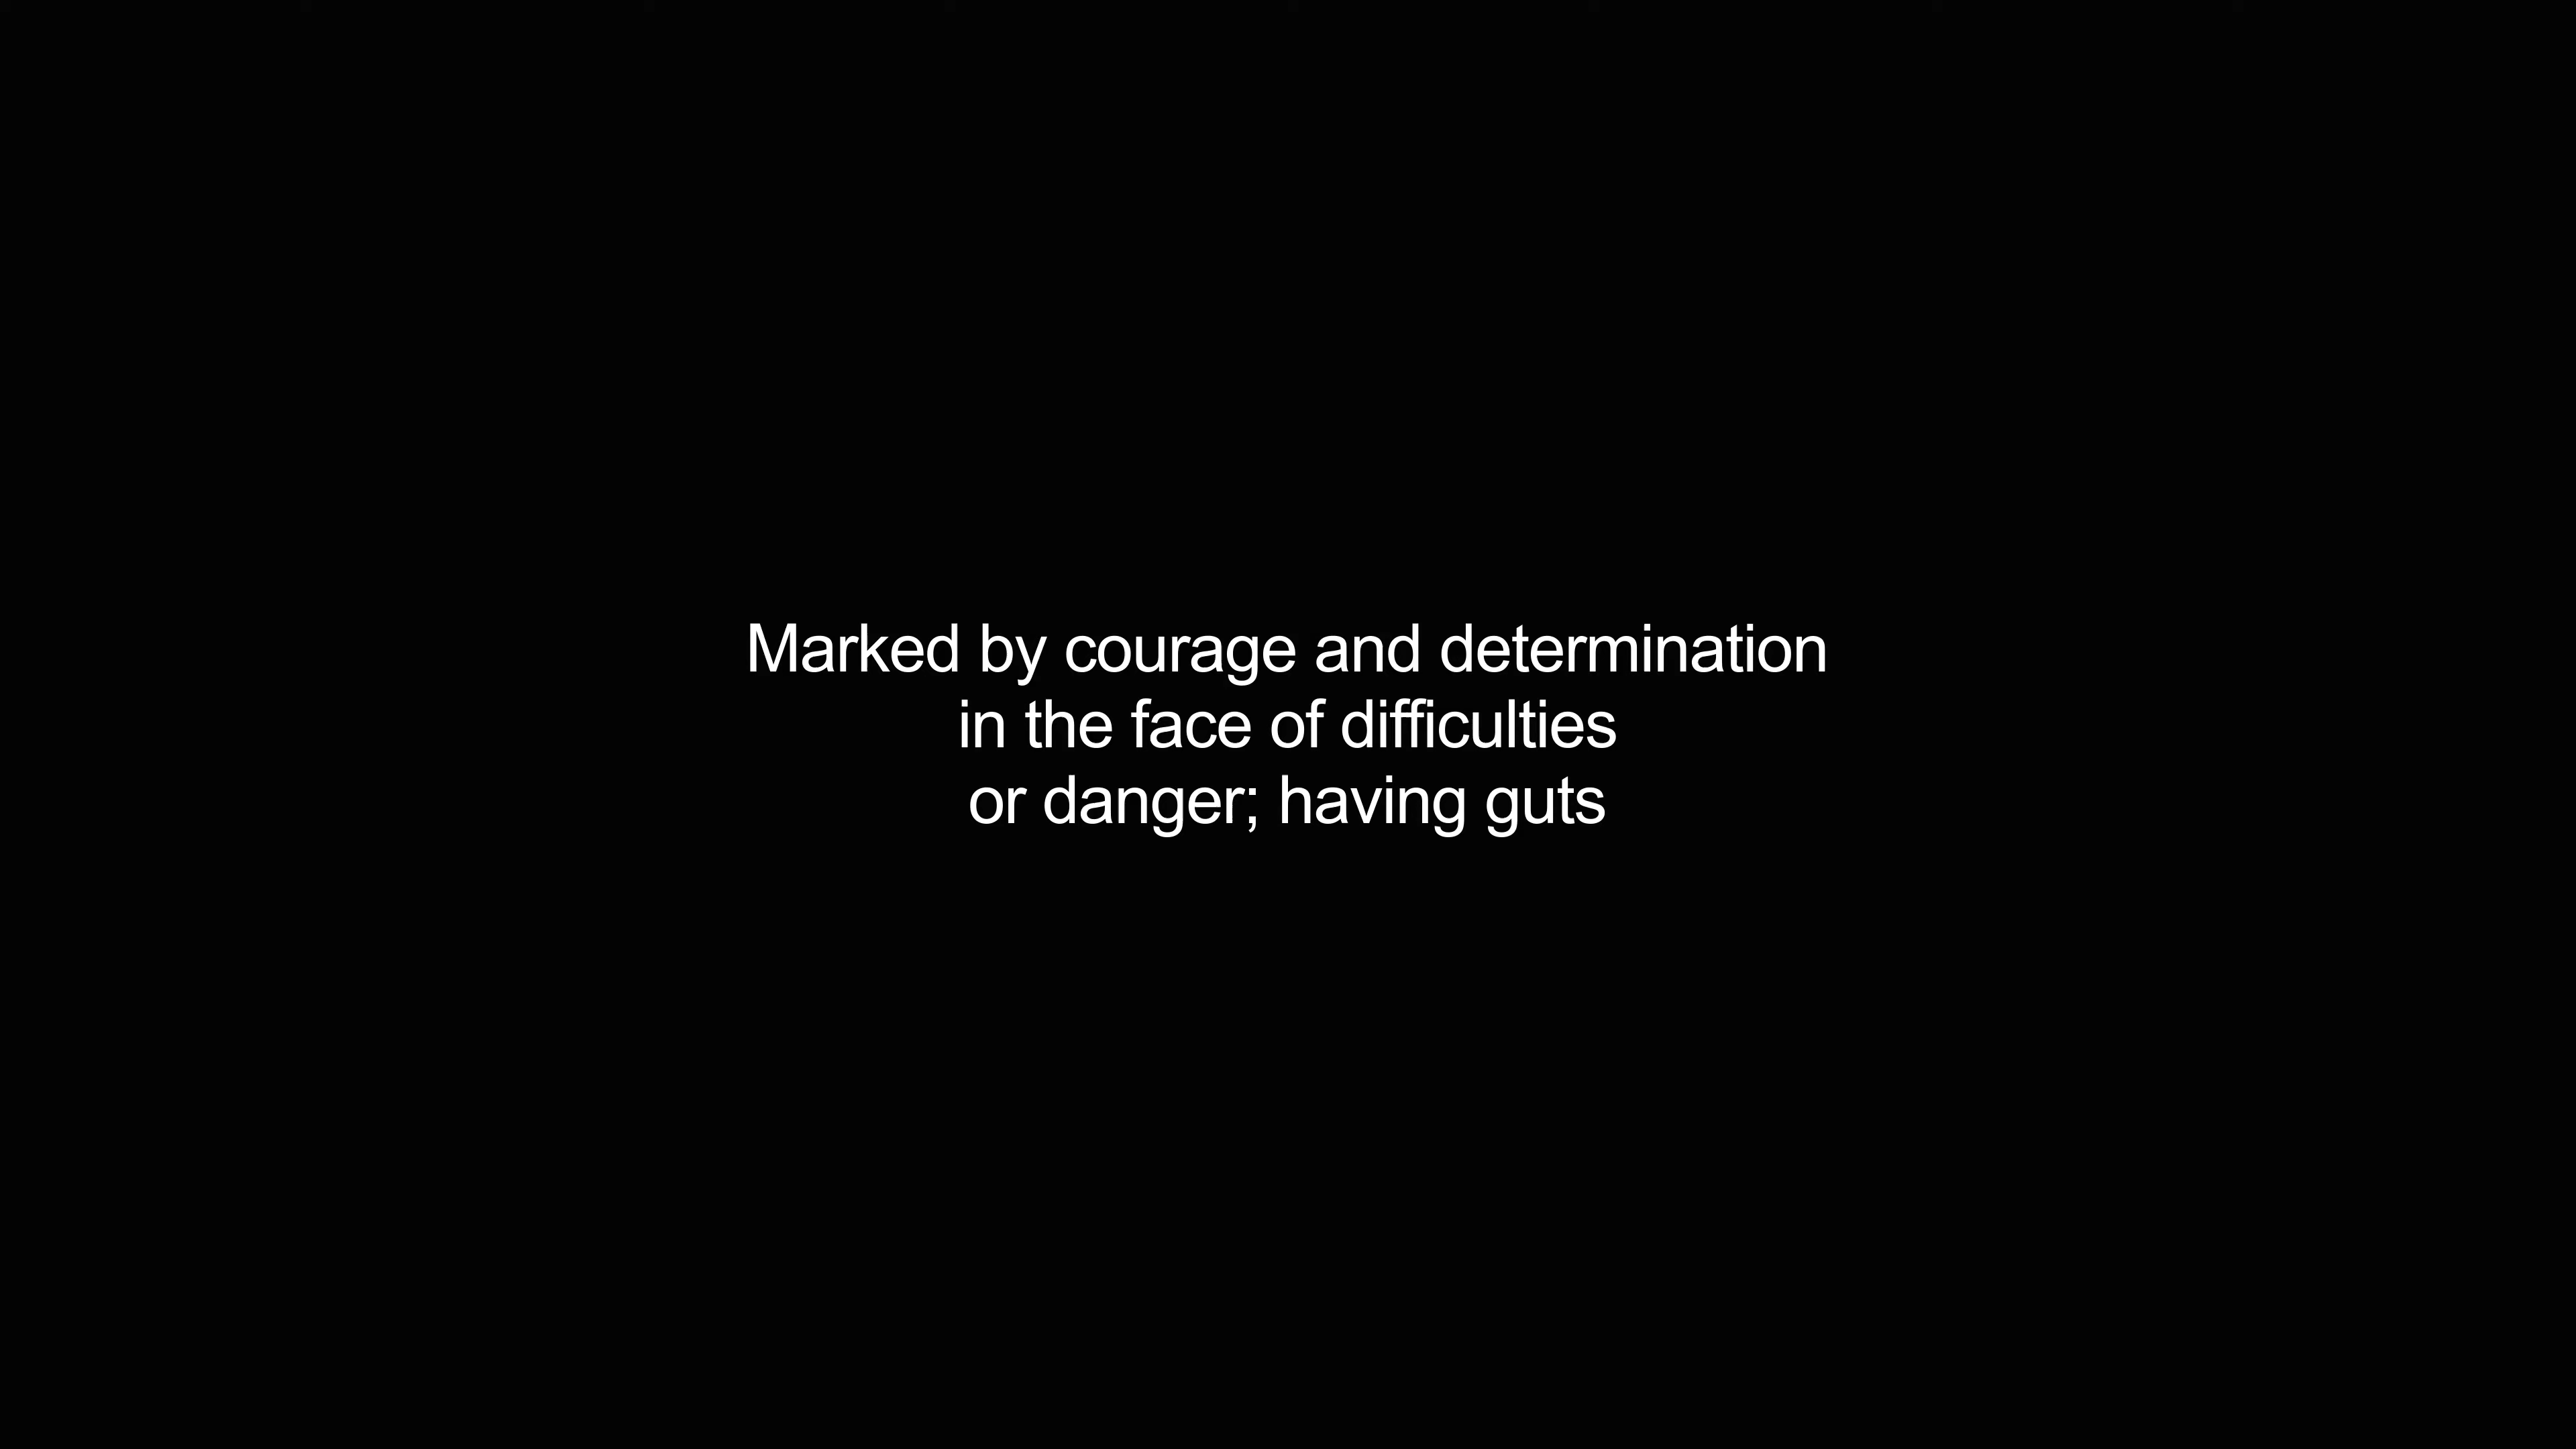 Marked by courage and determination
in the face of difficulties
or danger; having guts